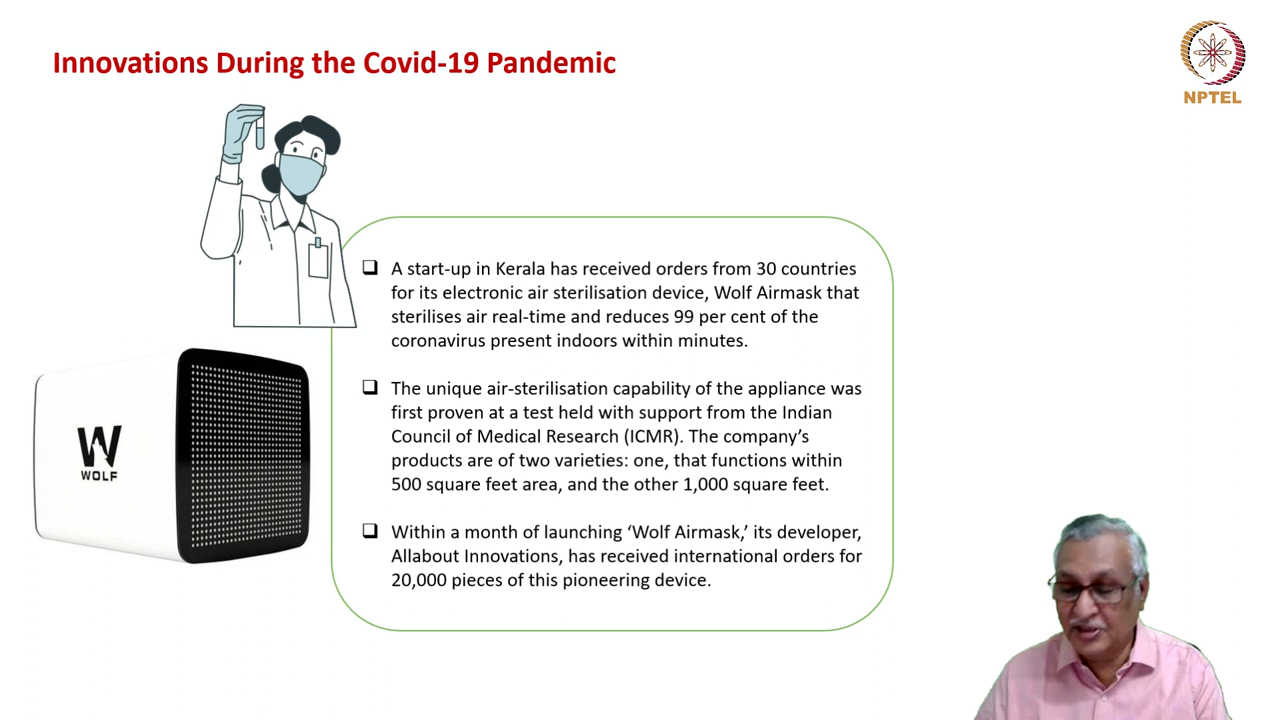 Innovations During the Covid-19 Pandemic
NPTEL
❑ A start-up in Kerala has received orders from 30 countries
for its electronic air sterilisation device, Wolf Airmask that
sterilises air real-time and reduces 99 per cent of the
coronavirus present indoors within minutes.
❑ The unique air-sterilisation capability of the appliance was
first proven at a test held with support from the Indian
Council of Medical Research (ICMR). The company’s
products are of two varieties: one, that functions within
500 square feet area, and the other 1,000 square feet.
❑ Within a month of launching ‘Wolf Airmask,’ its developer,
Allabout Innovations, has received international orders for
20,000 pieces of this pioneering device.
W
WOLF